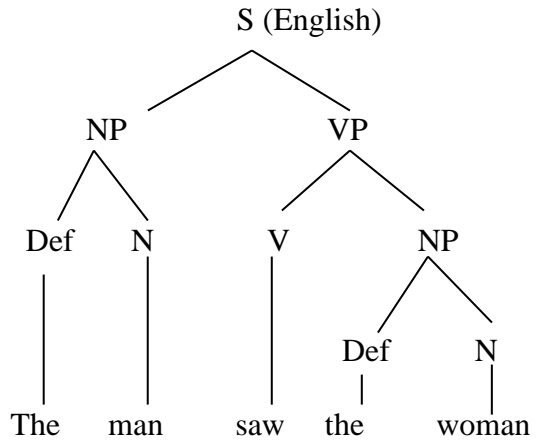 S (English)
NP VP
Def N V NP
Def N
The man saw the woman